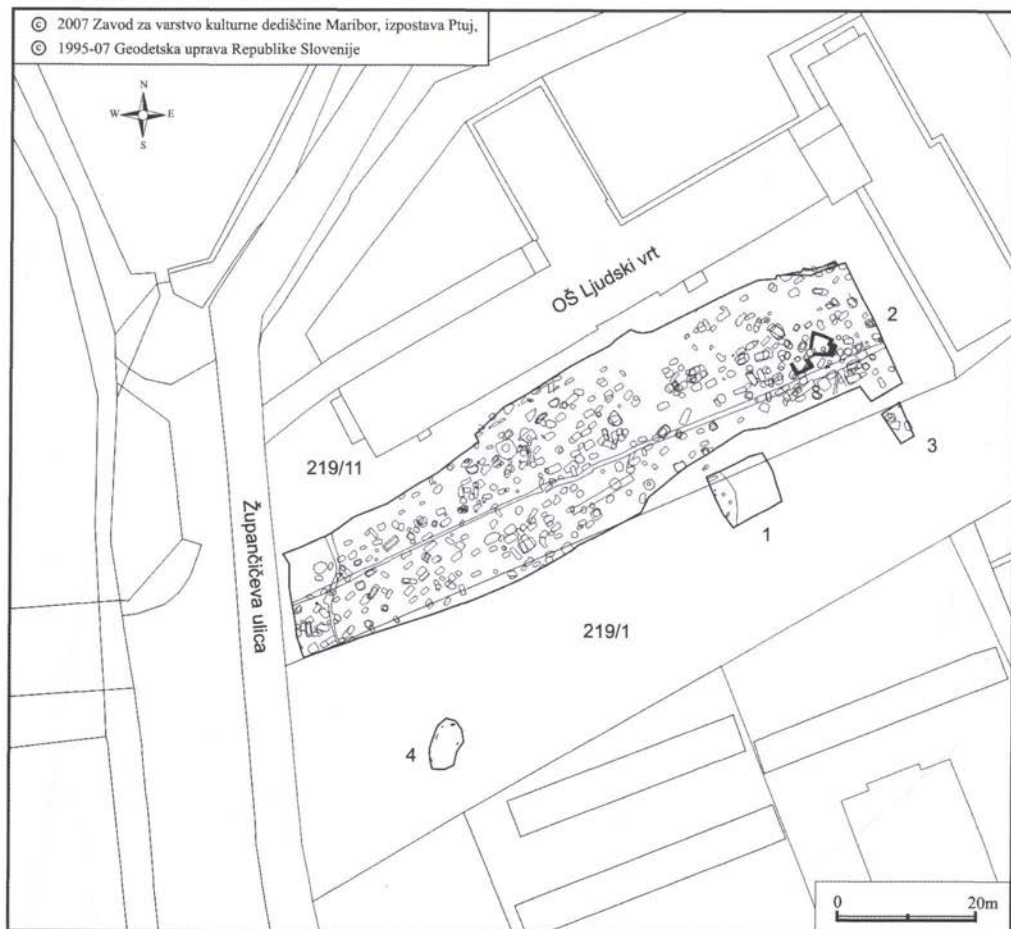 © 2007 Zavod za varstvo kulturne dediščine Maribor, izpostava Ptuj,
© 1995-07 Geodetska uprava Republike Slovenije
N
W E
S
OŠ Ljudski vrt
2
3
219/11
1
Župančičeva ulica
219/1
4
0 20m